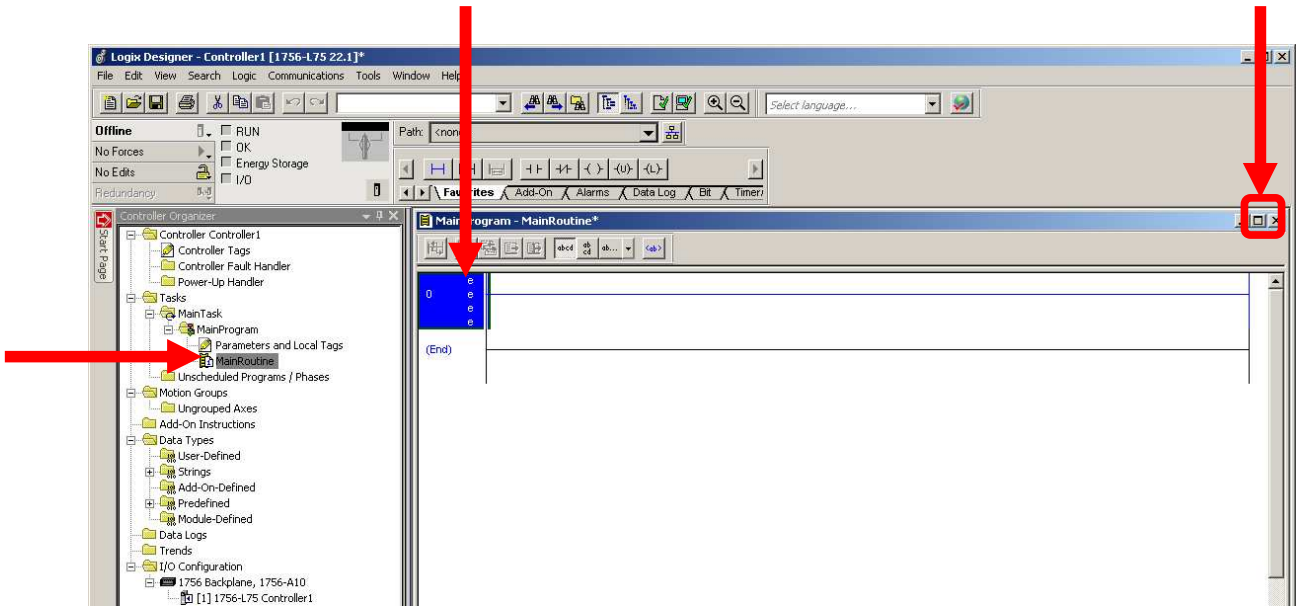 Logix Designer - Controller1 [1756-L75 22.1]*
File Edit View Search Logic Communications Tools Window Help
Select language...
Offline
RUN
Path: <none
No Forces
OK
Energy Storage
No Edits
I/O
Redundancy
Favorites Add-On Alarms Data Log Bit Timer
Controller Organizer
Start Page
Controller Controller1
Controller Tags
Controller Fault Handler
Power-Up Handler
Tasks
MainTask
MainProgram
Parameters and Local Tags
MainRoutine
Unscheduled Programs / Phases
Motion Groups
Ungrouped Axes
Add-On Instructions
Data Types
User-Defined
Strings
Add-On-Defined
Predefined
Module-Defined
Data Logs
Trends
I/O Configuration
1756 Backplane, 1756-A10
[1] 1756-L75 Controller1
MainProgram - MainRoutine*
abcd ab cd ab... <ab>
e
0 e
e
e
(End)